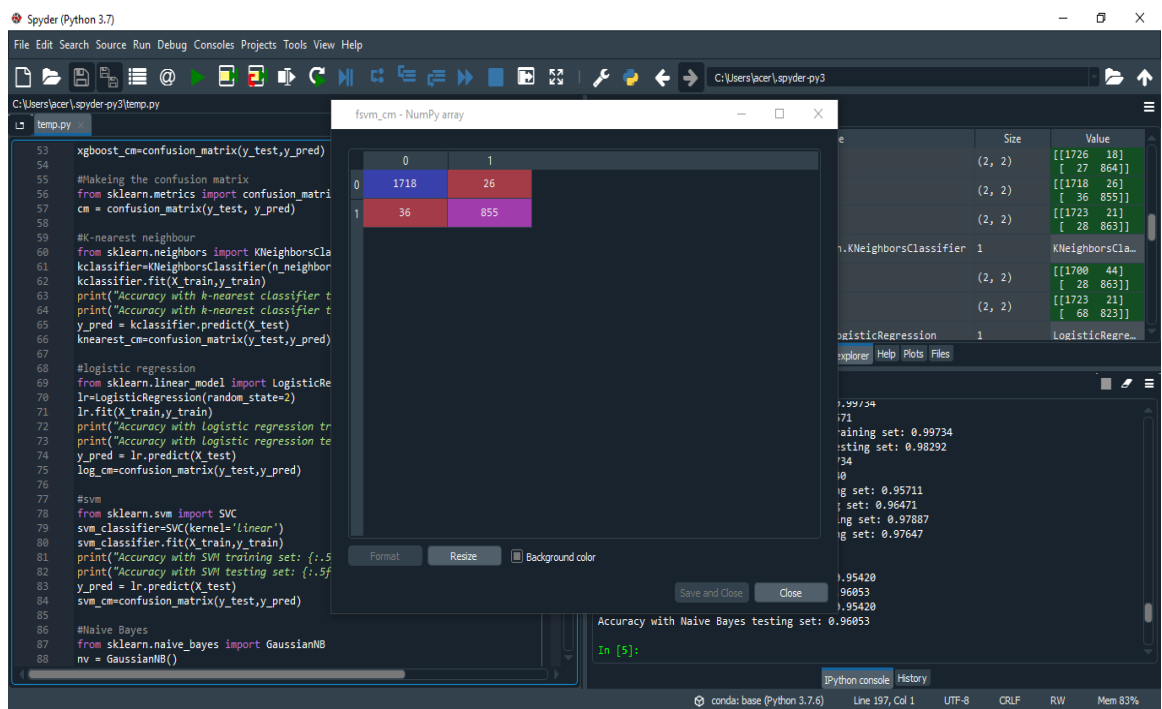 Spyder (Python 3.7)
File Edit Search Source Run Debug Consoles Projects Tools View Help
C:\Users\acer\.spyder-py3
C:\Users\acer\.spyder-py3\temp.py
temp.py
53 xgboost_cm=confusion_matrix(y_test,y_pred)
54
55 #Makeing the confusion matrix
56 from sklearn.metrics import confusion_matri
57 cm = confusion_matrix(y_test, y_pred)
58
59 #K-nearest neighbour
60 from sklearn.neighbors import KNeighborsCla
61 kclassifier=KNeighborsClassifier(n_neighbor
62 kclassifier.fit(X_train,y_train)
63 print("Accuracy with k-nearest classifier t
64 print("Accuracy with k-nearest classifier t
65 y_pred = kclassifier.predict(X_test)
66 knearest_cm=confusion_matrix(y_test,y_pred)
67
68 #logistic regression
69 from sklearn.linear_model import LogisticRe
70 lr=LogisticRegression(random_state=2)
71 lr.fit(X_train,y_train)
72 print("Accuracy with logistic regression tr
73 print("Accuracy with logistic regression te
74 y_pred = lr.predict(X_test)
75 log_cm=confusion_matrix(y_test,y_pred)
76
77 #svm
78 from sklearn.svm import SVC
79 svm_classifier=SVC(kernel='linear')
80 svm_classifier.fit(X_train,y_train)
81 print("Accuracy with SVM training set: {:.5
82 print("Accuracy with SVM testing set: {:.5f
83 y_pred = lr.predict(X_test)
84 svm_cm=confusion_matrix(y_test,y_pred)
85
86 #Naive Bayes
87 from sklearn.naive_bayes import GaussianNB
88 nv = GaussianNB()
fsvm_cm - NumPy array
0 1
0 1718 26
1 36 855
Format Resize Background color
Save and Close Close
e Size Value
(2, 2) [[1726 18]
[ 27 864]]
(2, 2) [[1718 26]
[ 36 855]]
(2, 2) [[1723 21]
[ 28 863]]
n.KNeighborsClassifier 1 KNeighborsCla…
(2, 2) [[1700 44]
[ 28 863]]
(2, 2) [[1723 21]
[ 68 823]]
ogisticRegression 1 LogisticRegre…
explorer Help Plots Files
0.99734
571
raining set: 0.99734
esting set: 0.98292
734
40
ng set: 0.95711
g set: 0.96471
ing set: 0.97887
ng set: 0.97647
0.95420
.96053
0.95420
Accuracy with Naive Bayes testing set: 0.96053
In [5]:
IPython console History
conda: base (Python 3.7.6) Line 197, Col 1 UTF-8 CRLF RW Mem 83%